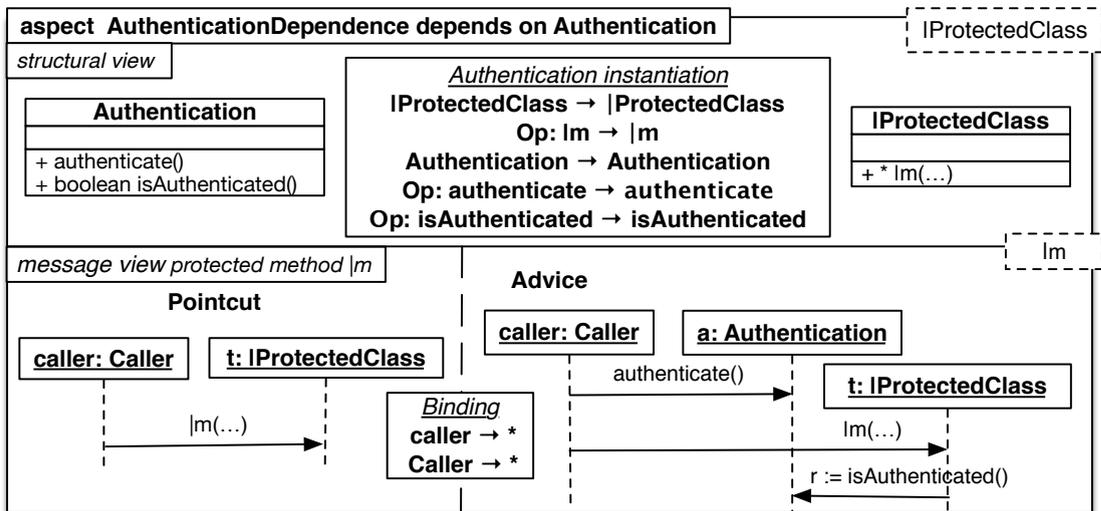 aspect AuthenticationDependence depends on Authentication
|ProtectedClass
structural view
Authentication
+ authenticate()
+ boolean isAuthenticated()
Authentication instantiation
|ProtectedClass → |ProtectedClass
Op: |m → |m
Authentication → Authentication
Op: authenticate → authenticate
Op: isAuthenticated → isAuthenticated
|ProtectedClass
+ * |m(…)
|m
message view protected method |m
Pointcut
caller: Caller
t: |ProtectedClass
|m(…)
Binding
caller → *
Caller → *
Advice
caller: Caller
a: Authentication
t: |ProtectedClass
authenticate()
|m(…)
r := isAuthenticated()